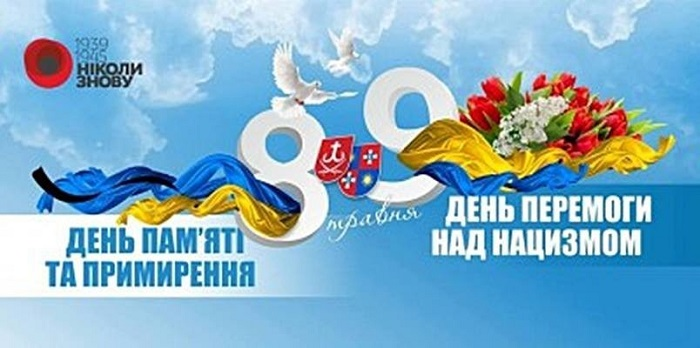 1939
1945
НІКОЛИ
ЗНОВУ
8 9
травня
ДЕНЬ ПАМ’ЯТІ
ТА ПРИМИРЕННЯ
ДЕНЬ ПЕРЕМОГИ
НАД НАЦИЗМОМ